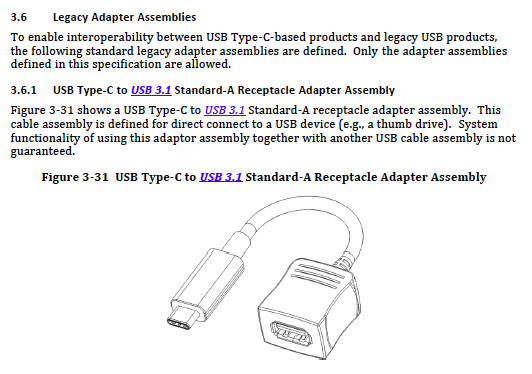 3.6 Legacy Adapter Assemblies
To enable interoperability between USB Type-C-based products and legacy USB products,
the following standard legacy adapter assemblies are defined. Only the adapter assemblies
defined in this specification are allowed.
3.6.1 USB Type-C to USB 3.1 Standard-A Receptacle Adapter Assembly
Figure 3-31 shows a USB Type-C to USB 3.1 Standard-A receptacle adapter assembly. This
cable assembly is defined for direct connect to a USB device (e.g., a thumb drive). System
functionality of using this adaptor assembly together with another USB cable assembly is not
guaranteed.
Figure 3-31 USB Type-C to USB 3.1 Standard-A Receptacle Adapter Assembly